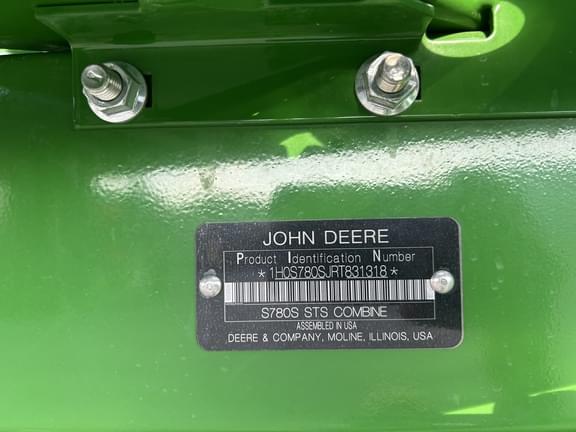 JOHN DEERE
Product Identification Number
*1H0S780SJRT831318*
S780S STS COMBINE
ASSEMBLED IN USA
DEERE & COMPANY, MOLINE, ILLINOIS, USA